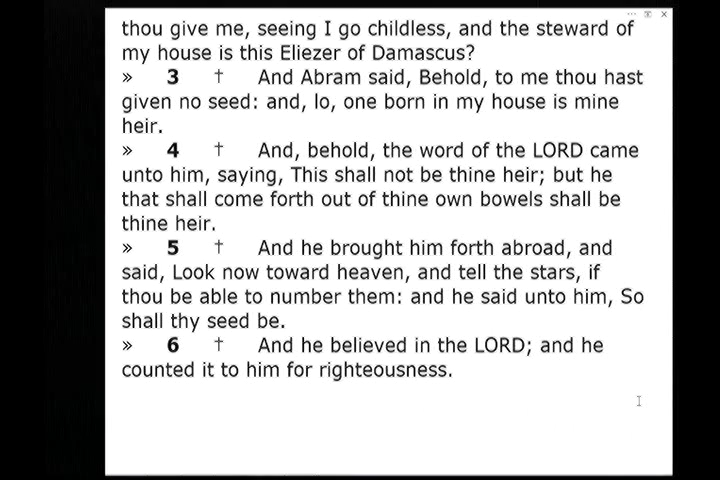 thou give me, seeing I go childless, and the steward of
my house is this Eliezer of Damascus?
» 3 † And Abram said, Behold, to me thou hast
given no seed: and, lo, one born in my house is mine
heir.
» 4 † And, behold, the word of the LORD came
unto him, saying, This shall not be thine heir; but he
that shall come forth out of thine own bowels shall be
thine heir.
» 5 † And he brought him forth abroad, and
said, Look now toward heaven, and tell the stars, if
thou be able to number them: and he said unto him, So
shall thy seed be.
» 6 † And he believed in the LORD; and he
counted it to him for righteousness.